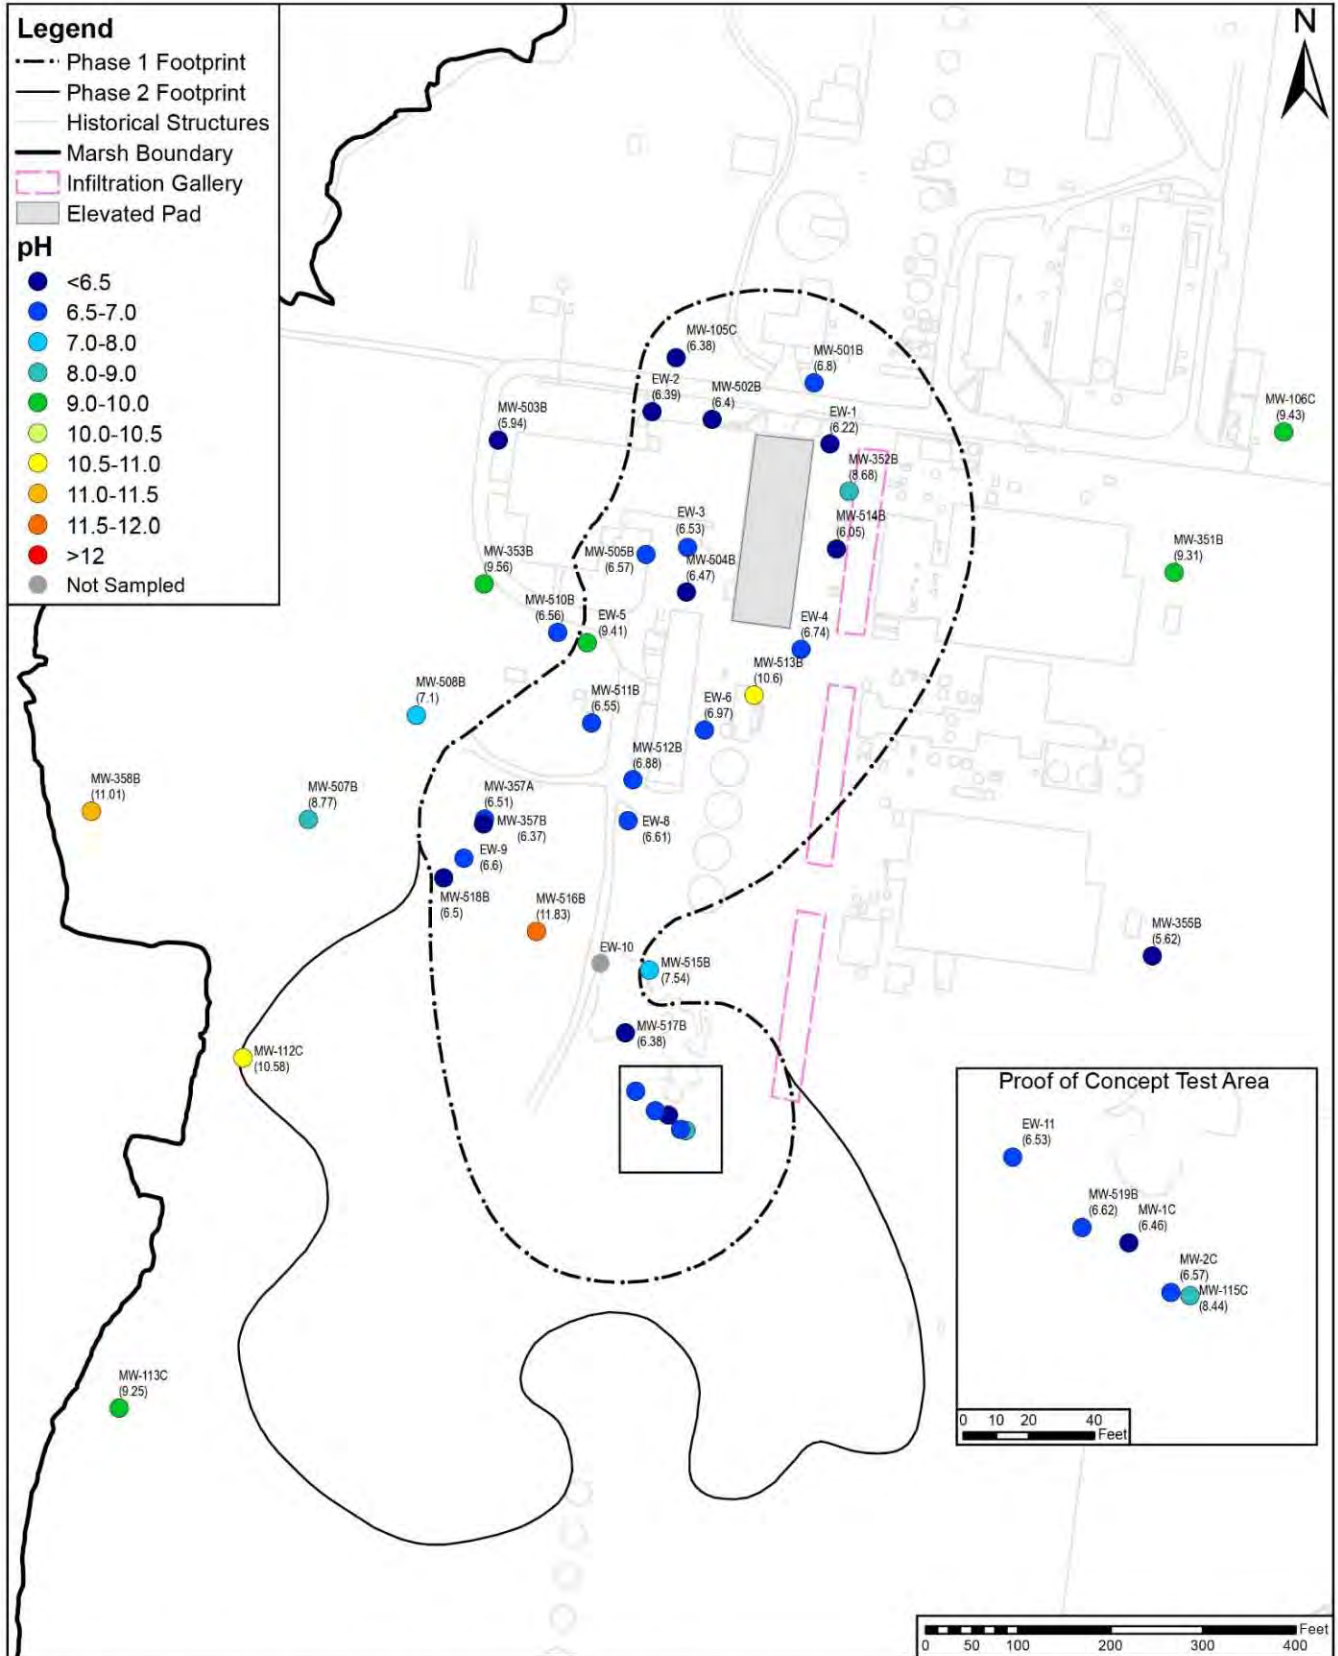 Legend
Phase 1 Footprint
Phase 2 Footprint
Historical Structures
Marsh Boundary
Infiltration Gallery
Elevated Pad
pH
<6.5
6.5-7.0
7.0-8.0
8.0-9.0
9.0-10.0
10.0-10.5
10.5-11.0
11.0-11.5
11.5-12.0
>12
Not Sampled
N
MW-105C
(6.38)
MW-501B
(6.8)
EW-2
(6.39)
MW-502B
(6.4)
MW-503B
(5.94)
EW-1
(6.22)
MW-106C
(9.43)
MW-352B
(8.68)
EW-3
(6.53)
MW-514B
(6.05)
MW-351B
(9.31)
MW-353B
(9.56)
MW-505B
(6.57)
MW-504B
(6.47)
MW-510B
(6.56)
EW-5
(9.41)
EW-4
(6.74)
MW-513B
(10.6)
MW-508B
(7.1)
MW-511B
(6.55)
EW-6
(6.97)
MW-512B
(6.88)
MW-358B
(11.01)
MW-507B
(8.77)
MW-357A
(6.51)
MW-357B
(6.37)
EW-8
(6.61)
EW-9
(6.6)
MW-518B
(6.5)
MW-516B
(11.83)
MW-355B
(5.62)
EW-10
MW-515B
(7.54)
MW-517B
(6.38)
MW-112C
(10.58)
Proof of Concept Test Area
EW-11
(6.53)
MW-519B
(6.62)
MW-1C
(6.46)
MW-2C
(6.57)
MW-115C
(8.44)
MW-113C
(9.25)
0 10 20 40
Feet
Feet
0 50 100 200 300 400